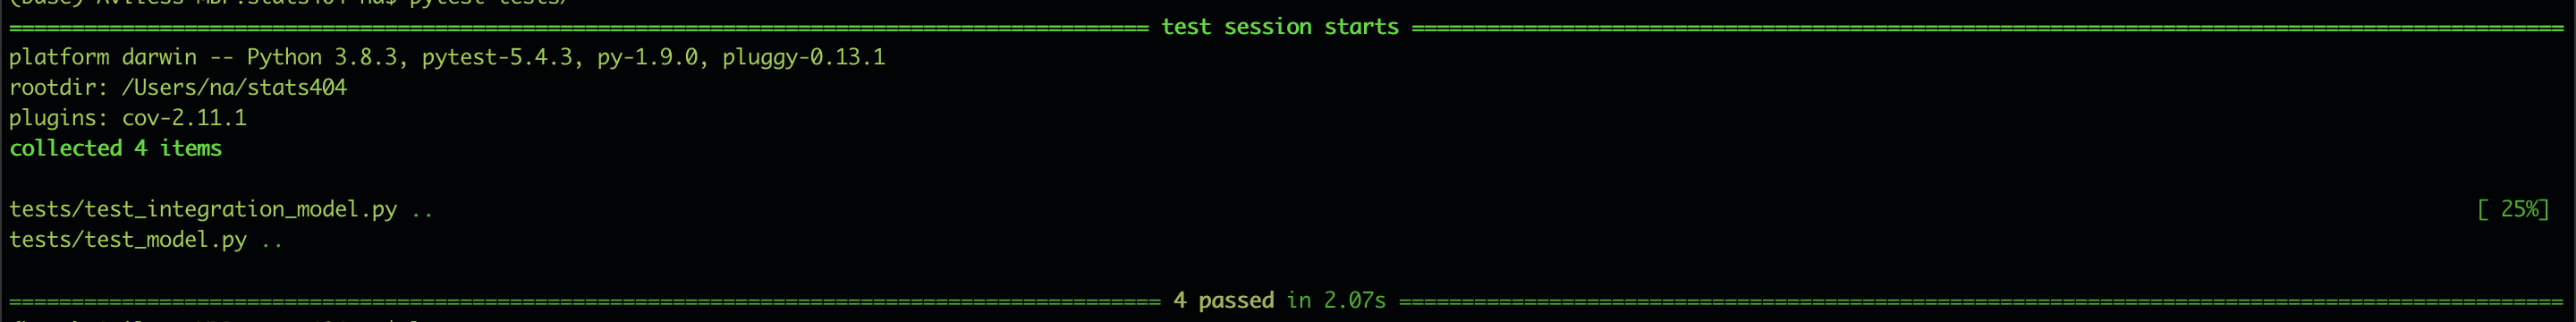 ============================ test session starts ============================
platform darwin -- Python 3.8.3, pytest-5.4.3, py-1.9.0, pluggy-0.13.1
rootdir: /Users/na/stats404
plugins: cov-2.11.1
collected 4 items
tests/test_integration_model.py .. [ 25%]
tests/test_model.py ..
============================ 4 passed in 2.07s ============================